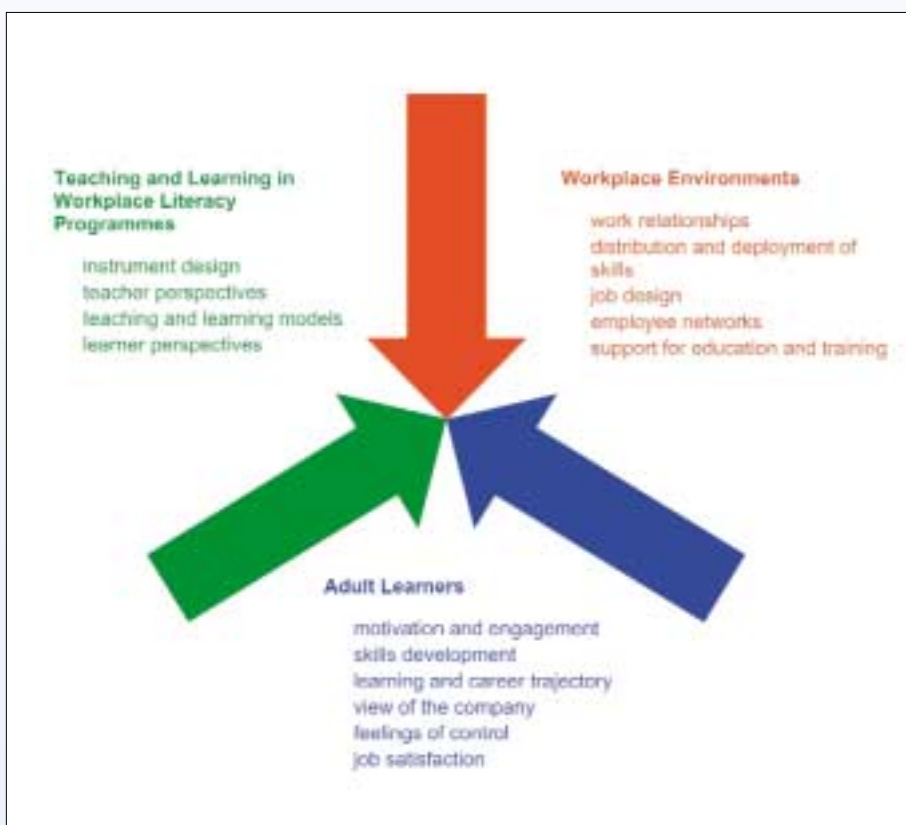 Teaching and Learning in
Workplace Literacy
Programmes
instrument design
teacher perspectives
teaching and learning models
learner perspectives
Workplace Environments
work relationships
distribution and deployment of
skills
job design
employee networks
support for education and training
Adult Learners
motivation and engagement
skills development
learning and career trajectory
view of the company
feelings of control
job satisfaction